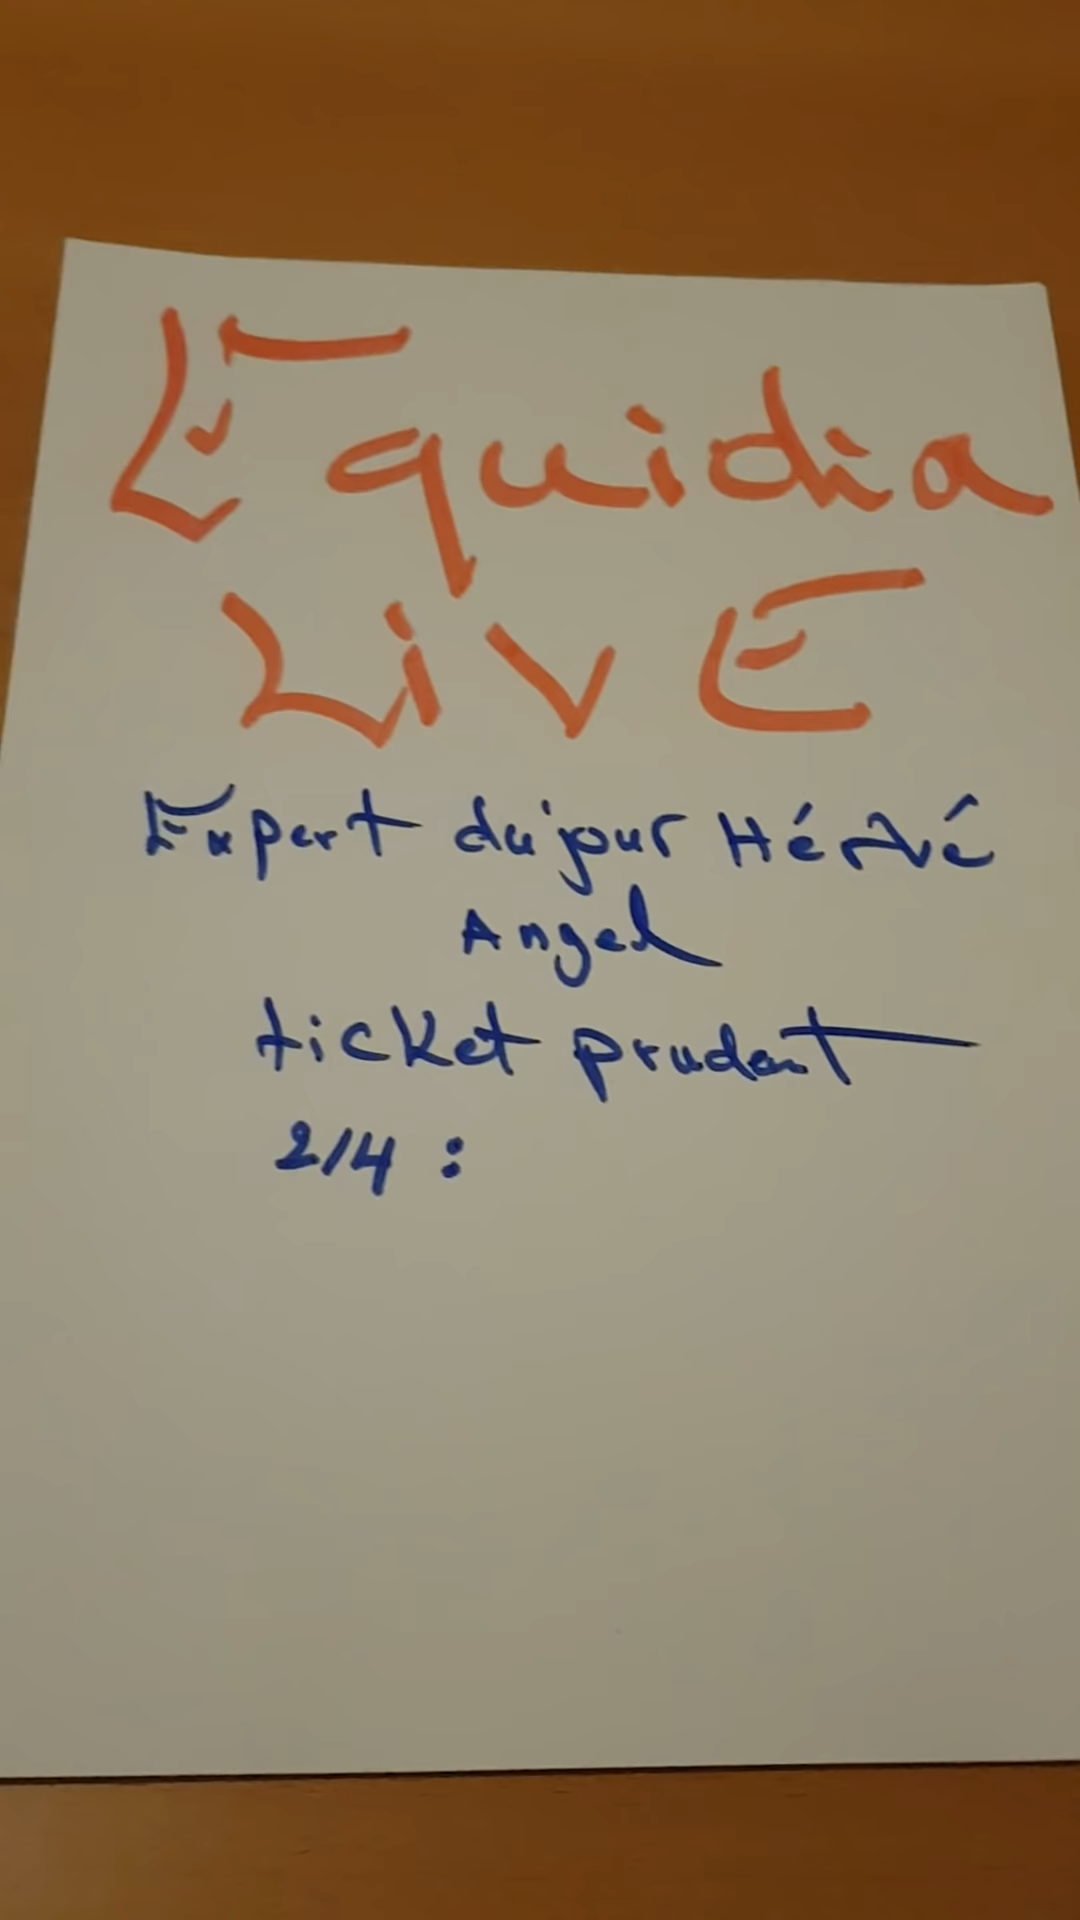 Equidia
LiVE
Expert du jour Hérvé
Angel
ticket prudent
2/4 :